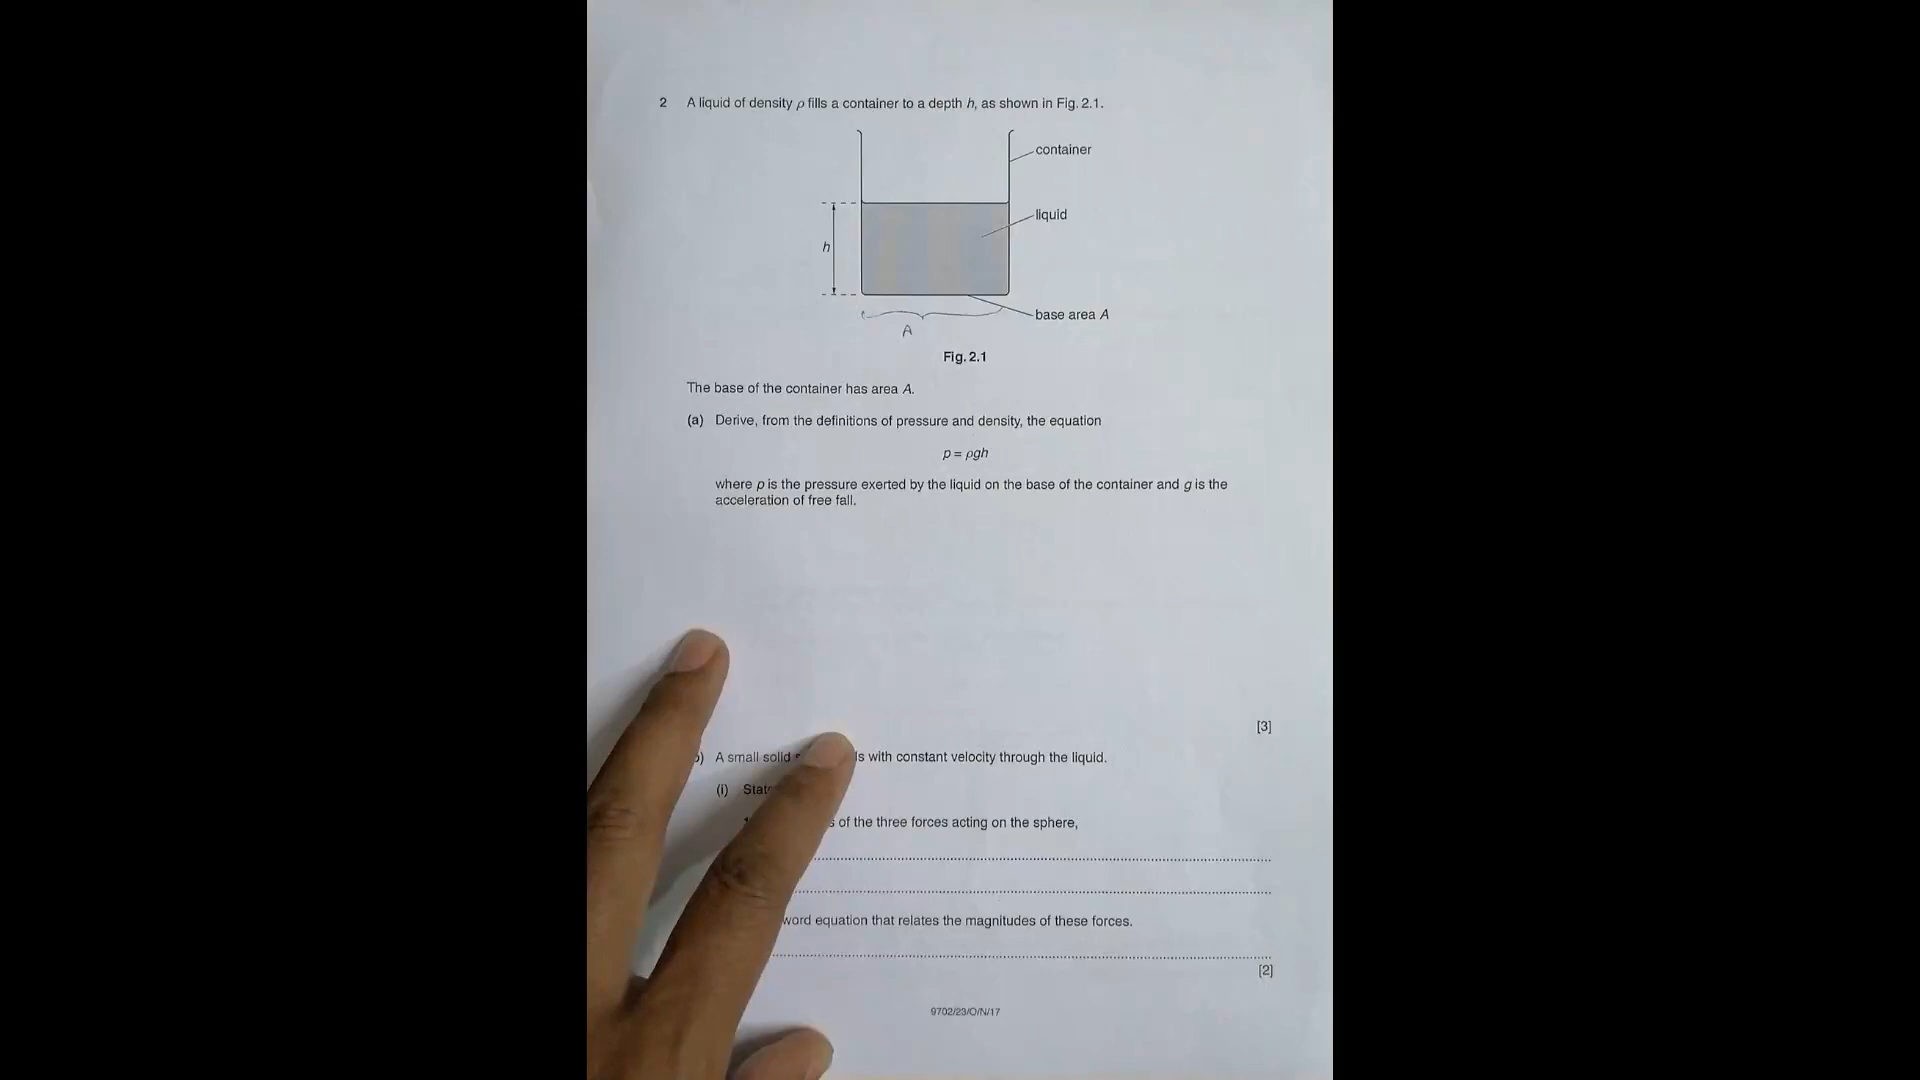 2 A liquid of density ρ fills a container to a depth h, as shown in Fig. 2.1.
container
liquid
h
base area A
A
Fig. 2.1
The base of the container has area A.
(a) Derive, from the definitions of pressure and density, the equation
p = ρgh
where p is the pressure exerted by the liquid on the base of the container and g is the
acceleration of free fall.
[3]
A small solid with constant velocity through the liquid.
(i)
of the three forces acting on the sphere,
word equation that relates the magnitudes of these forces.
[2]
9702/23/O/N/17